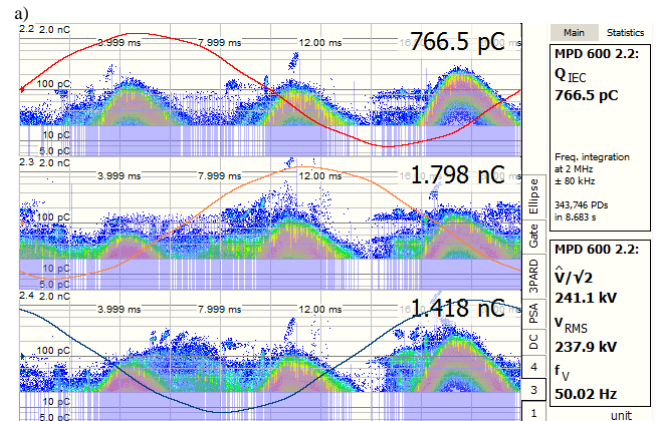 a)
2.2 2.0 nC
3.999 ms 7.999 ms 12.00 ms
766.5 pC
100 pC
10 pC
5.0 pC
2.3
3.999 ms 7.999 ms 12.00 ms
1.798 nC
100 pC
10 pC
5.0 pC
2.4 2.0 nC
3.999 ms 7.999 ms 12.00 ms
1.418 nC
100 pC
10 pC
5.0 pC
Ellipse
Gate
3PARD
PSA
DC
4
3
1
Main Statistics
MPD 600 2.2:
Q IEC
766.5 pC
Freq. integration
at 2 MHz
± 80 kHz
343,746 PDs
in 8.683 s
MPD 600 2.2:
V̂/√2
241.1 kV
V RMS
237.9 kV
f V
50.02 Hz
unit